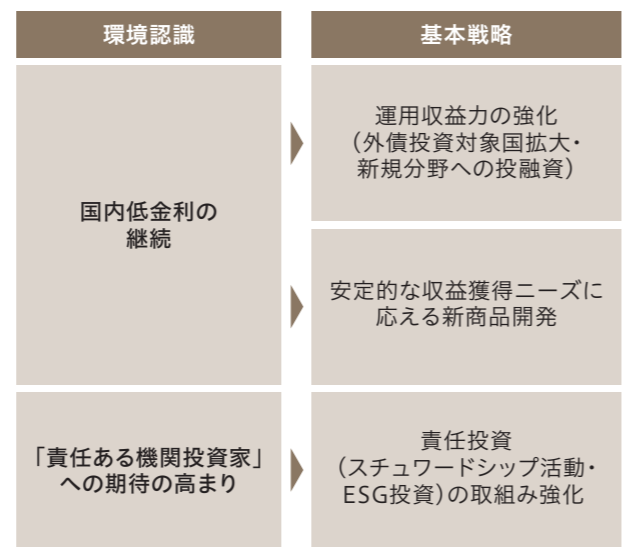 環境認識
基本戦略
国内低金利の
継続
運用収益力の強化
（外債投資対象国拡大・
新規分野への投融資）
安定的な収益獲得ニーズに
応える新商品開発
「責任ある機関投資家」
への期待の高まり
責任投資
（スチュワードシップ活動・
ESG投資）の取組み強化